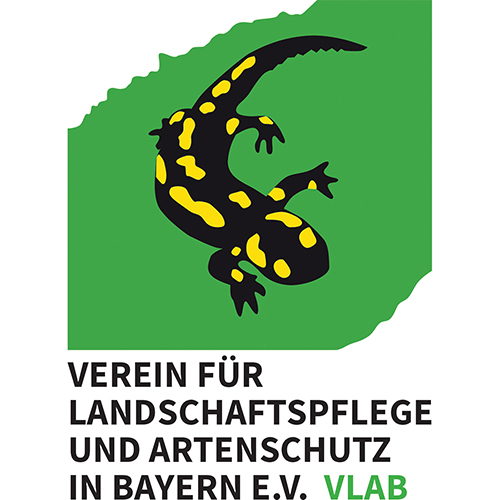 VEREIN FÜR
LANDSCHAFTSPFLEGE
UND ARTENSCHUTZ
IN BAYERN E.V. VLAB